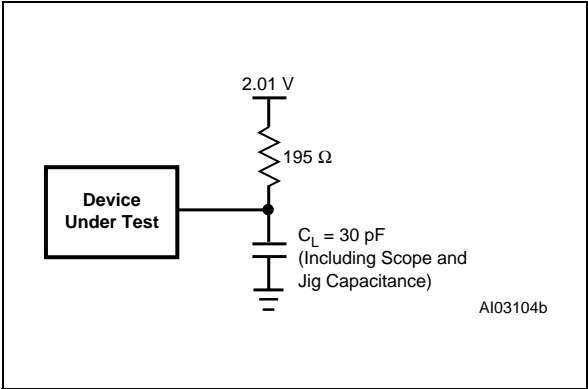 2.01 V
195 Ω
Device
Under Test
C_L = 30 pF
(Including Scope and
Jig Capacitance)
AI03104b